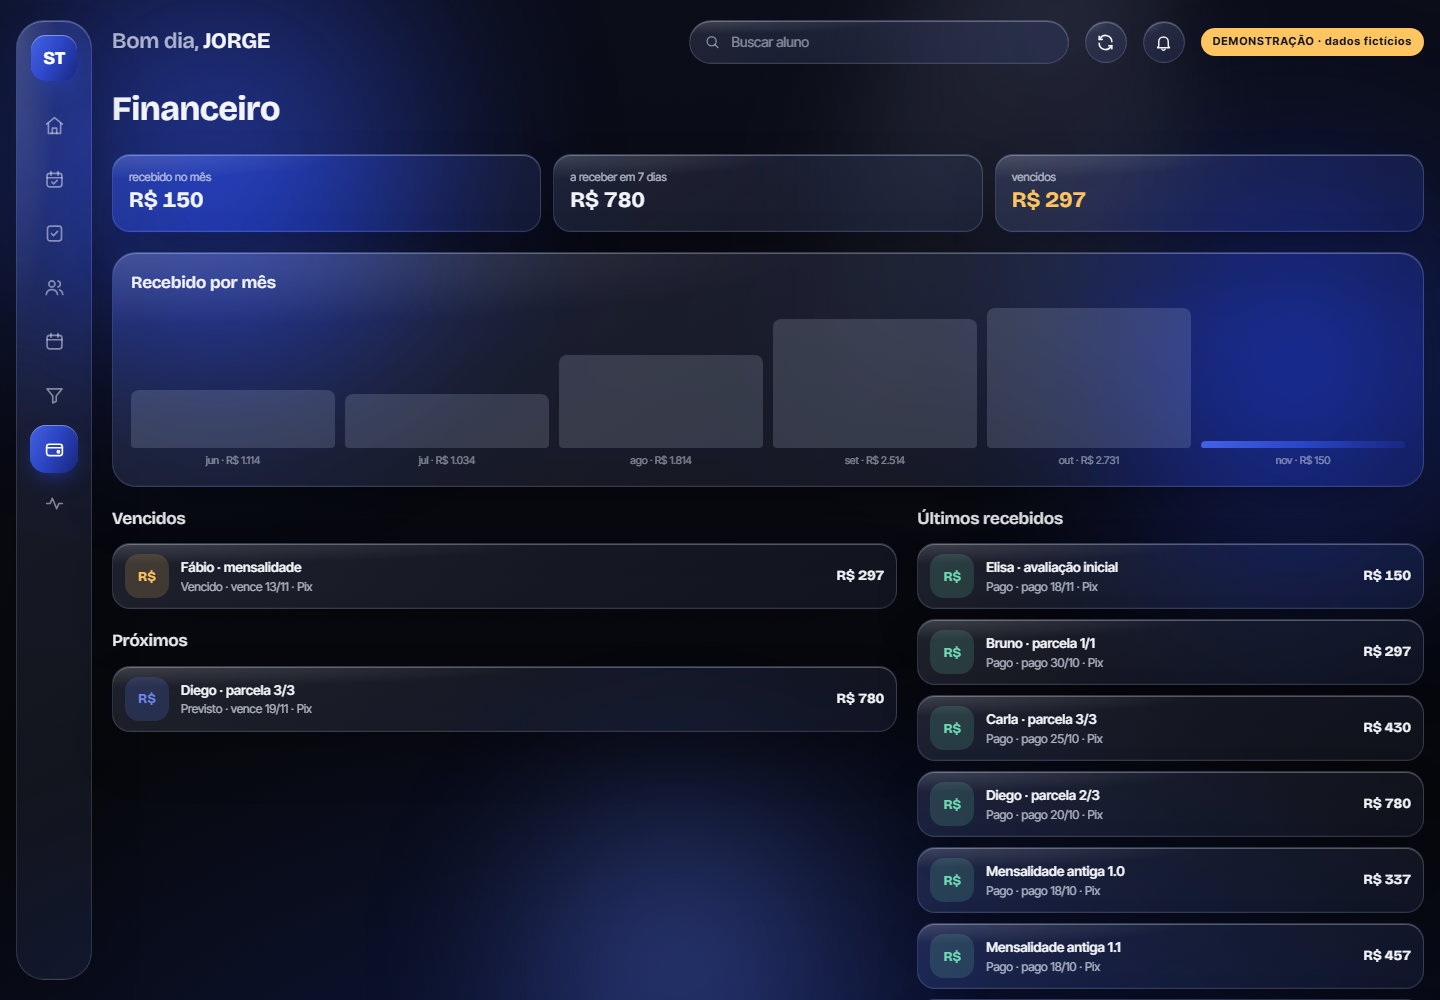 ST
Bom dia, JORGE
Buscar aluno
DEMONSTRAÇÃO · dados fictícios
Financeiro
recebido no mês
R$ 150
a receber em 7 dias
R$ 780
vencidos
R$ 297
Recebido por mês
jun · R$ 1.114
jul · R$ 1.034
ago · R$ 1.814
set · R$ 2.514
out · R$ 2.731
nov · R$ 150
Vencidos
R$
Fábio · mensalidade
Vencido · vence 13/11 · Pix
R$ 297
Próximos
R$
Diego · parcela 3/3
Previsto · vence 19/11 · Pix
R$ 780
Últimos recebidos
R$
Elisa · avaliação inicial
Pago · pago 18/11 · Pix
R$ 150
R$
Bruno · parcela 1/1
Pago · pago 30/10 · Pix
R$ 297
R$
Carla · parcela 3/3
Pago · pago 25/10 · Pix
R$ 430
R$
Diego · parcela 2/3
Pago · pago 20/10 · Pix
R$ 780
R$
Mensalidade antiga 1.0
Pago · pago 18/10 · Pix
R$ 337
R$
Mensalidade antiga 1.1
Pago · pago 18/10 · Pix
R$ 457